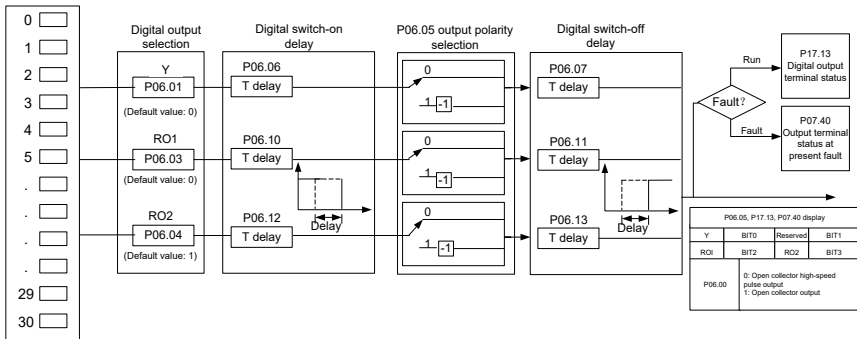 0
1
2
3
4
5
.
.
.
.
29
30
Digital output
selection
Y
P06.01
(Default value: 0)
RO1
P06.03
(Default value: 0)
RO2
P06.04
(Default value: 1)
Digital switch-on
delay
P06.06
T delay
P06.10
T delay
Delay
P06.12
T delay
P06.05 output polarity
selection
0
1
-1
0
1
-1
0
1
-1
Digital switch-off
delay
P06.07
T delay
P06.11
T delay
Delay
P06.13
T delay
Fault?
Run
P17.13
Digital output
terminal status
Fault
P07.40
Output terminal
status at
present fault
P06.05, P17.13, P07.40 display
Y BIT0 Reserved BIT1
ROI BIT2 RO2 BIT3
P06.00
0: Open collector high-speed
pulse output
1: Open collector output